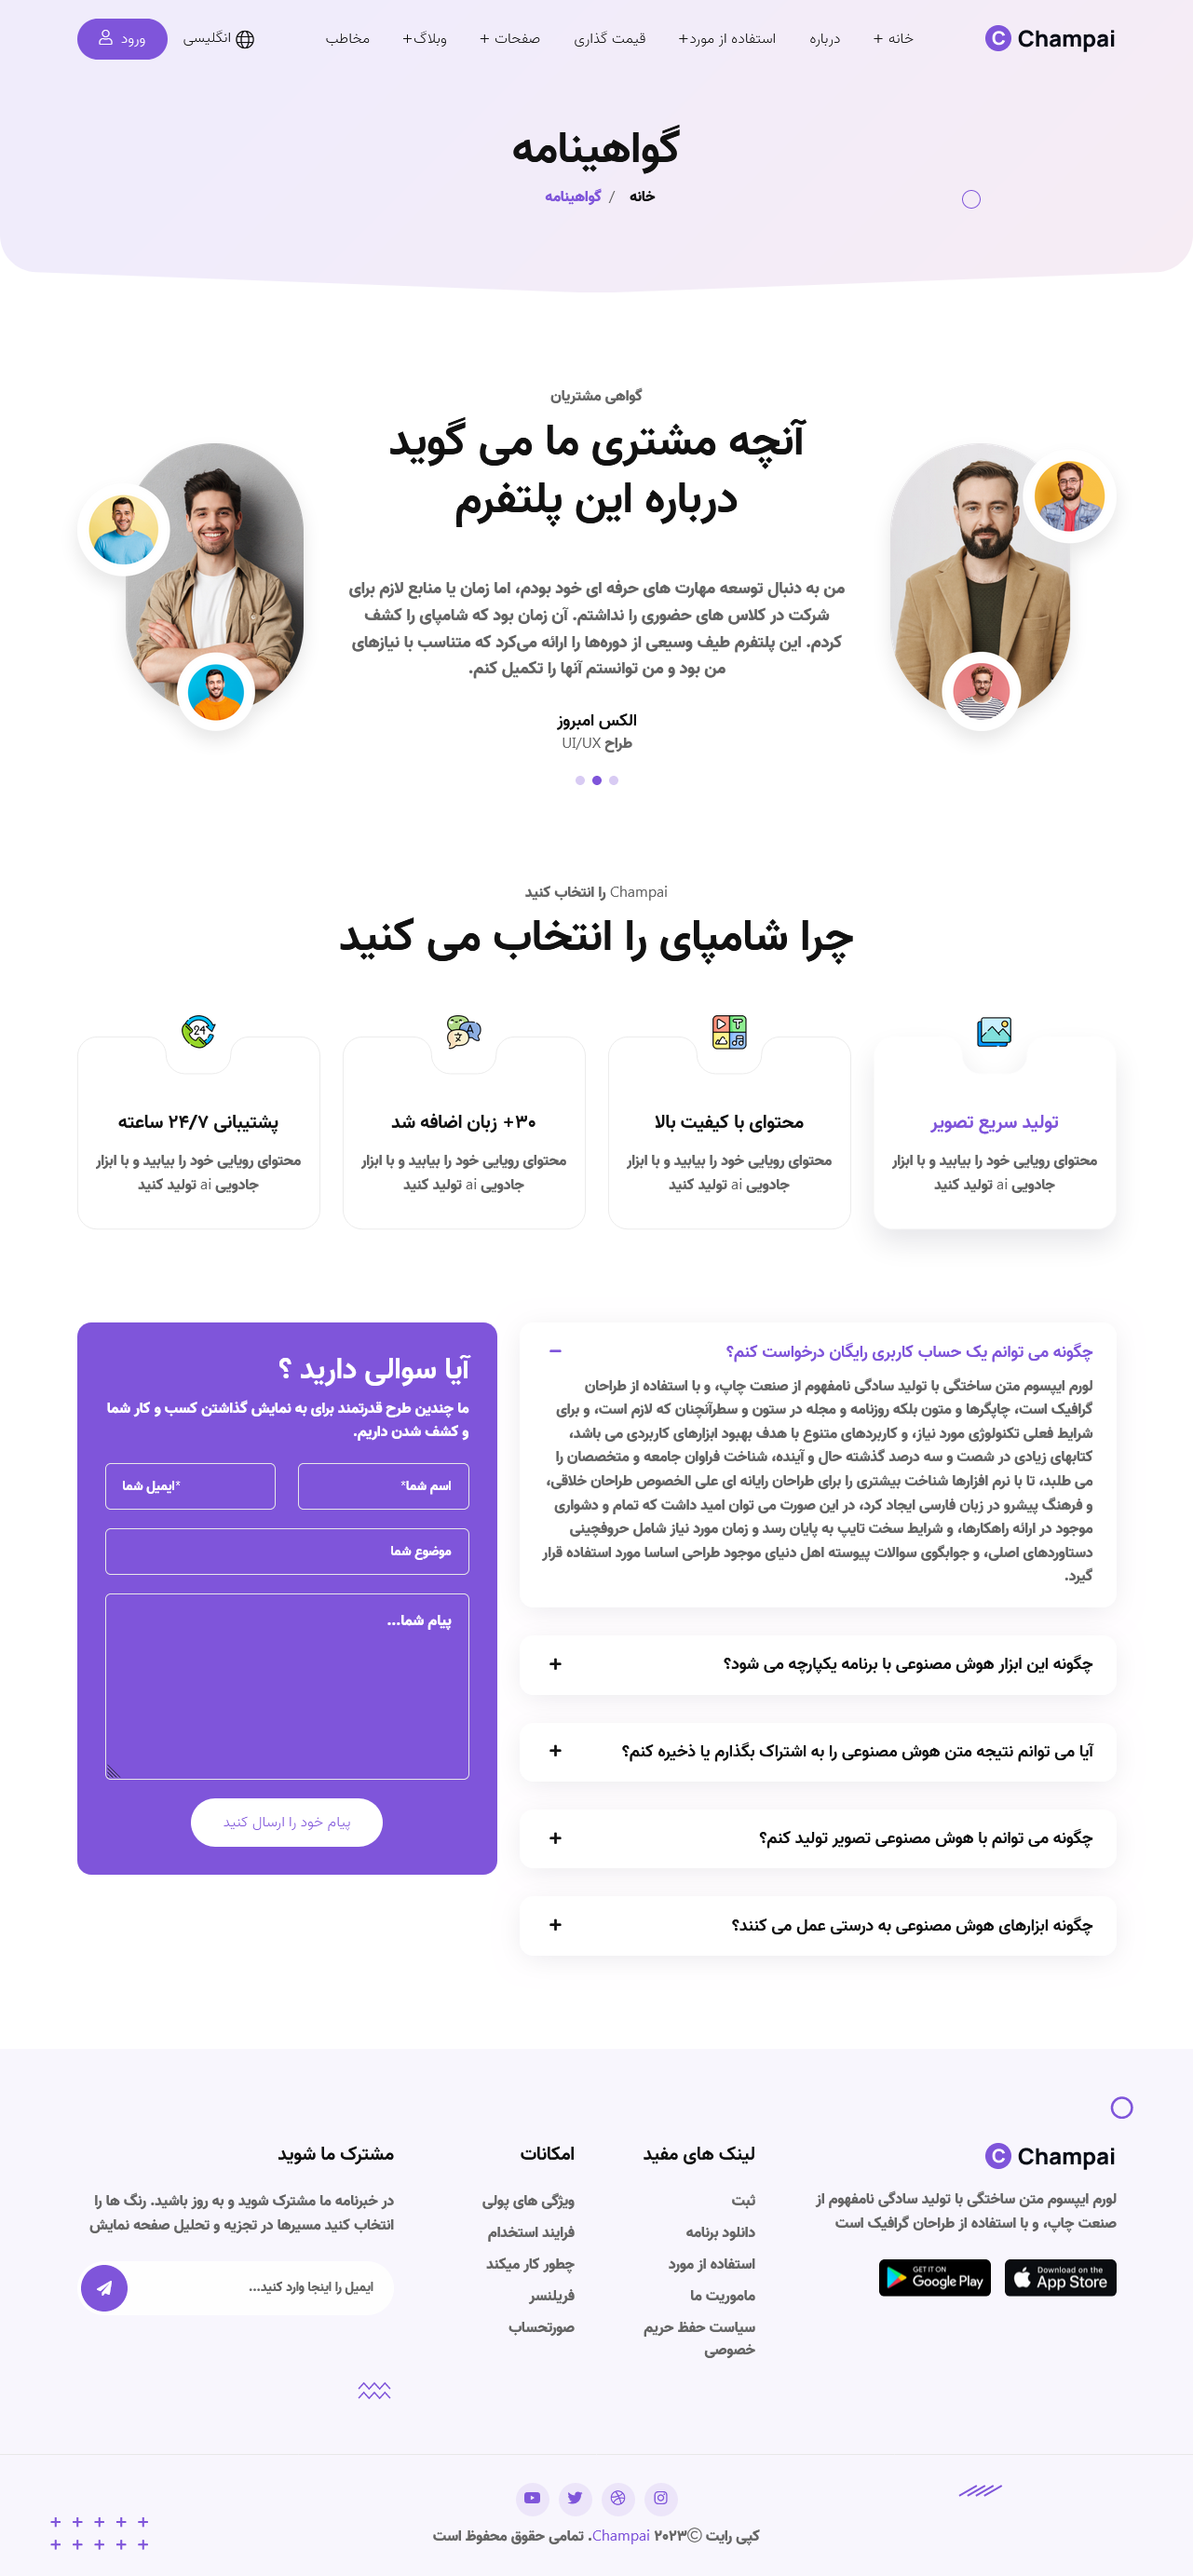 Champai
خانه +
درباره
استفاده از مورد+
قیمت گذاری
صفحات +
وبلاگ+
مخاطب
انگلیسی
ورود
گواهینامه
خانه / گواهینامه
گواهی مشتریان
آنچه مشتری ما می گوید
درباره این پلتفرم
من به دنبال توسعه مهارت های حرفه ای خود بودم، اما زمان یا منابع لازم برای
شرکت در کلاس های حضوری را نداشتم. آن زمان بود که شامپای را کشف
کردم. این پلتفرم طیف وسیعی از دوره‌ها را ارائه می‌کرد که متناسب با نیازهای
من بود و من توانستم آنها را تکمیل کنم.
الکس امبروز
طراح UI/UX
Champai را انتخاب کنید
چرا شامپای را انتخاب می کنید
تولید سریع تصویر
محتوای رویایی خود را بیابید و با ابزار
جادویی ai تولید کنید
محتوای با کیفیت بالا
محتوای رویایی خود را بیابید و با ابزار
جادویی ai تولید کنید
۳۰+ زبان اضافه شد
محتوای رویایی خود را بیابید و با ابزار
جادویی ai تولید کنید
24
پشتیبانی ۲۴/۷ ساعته
محتوای رویایی خود را بیابید و با ابزار
جادویی ai تولید کنید
چگونه می توانم یک حساب کاربری رایگان درخواست کنم؟
لورم ایپسوم متن ساختگی با تولید سادگی نامفهوم از صنعت چاپ، و با استفاده از طراحان
گرافیک است، چاپگرها و متون بلکه روزنامه و مجله در ستون و سطرآنچنان که لازم است، و برای
شرایط فعلی تکنولوژی مورد نیاز، و کاربردهای متنوع با هدف بهبود ابزارهای کاربردی می باشد،
کتابهای زیادی در شصت و سه درصد گذشته حال و آینده، شناخت فراوان جامعه و متخصصان را
می طلبد، تا با نرم افزارها شناخت بیشتری را برای طراحان رایانه ای علی الخصوص طراحان خلاقی،
و فرهنگ پیشرو در زبان فارسی ایجاد کرد، در این صورت می توان امید داشت که تمام و دشواری
موجود در ارائه راهکارها، و شرایط سخت تایپ به پایان رسد و زمان مورد نیاز شامل حروفچینی
دستاوردهای اصلی، و جوابگوی سوالات پیوسته اهل دنیای موجود طراحی اساسا مورد استفاده قرار
گیرد.
چگونه این ابزار هوش مصنوعی با برنامه یکپارچه می شود؟
آیا می توانم نتیجه متن هوش مصنوعی را به اشتراک بگذارم یا ذخیره کنم؟
چگونه می توانم با هوش مصنوعی تصویر تولید کنم؟
چگونه ابزارهای هوش مصنوعی به درستی عمل می کنند؟
آیا سوالی دارید ؟
ما چندین طرح قدرتمند برای به نمایش گذاشتن کسب و کار شما
و کشف شدن داریم.
اسم شما*
*ایمیل شما
موضوع شما
پیام شما...
پیام خود را ارسال کنید
Champai
لورم ایپسوم متن ساختگی با تولید سادگی نامفهوم از
صنعت چاپ، و با استفاده از طراحان گرافیک است
Download on the
App Store
GET IT ON
Google Play
لینک های مفید
ثبت
دانلود برنامه
استفاده از مورد
ماموریت ما
سیاست حفظ حریم
خصوصی
امکانات
ویژگی های پولی
فرایند استخدام
چطور کار میکند
فریلنسر
صورتحساب
مشترک ما شوید
در خبرنامه ما مشترک شوید و به روز باشید. رنگ ها را
انتخاب کنید مسیرها در تجزیه و تحلیل صفحه نمایش
ایمیل را اینجا وارد کنید...
کپی رایت ©۲۰۲۳ Champai. تمامی حقوق محفوظ است